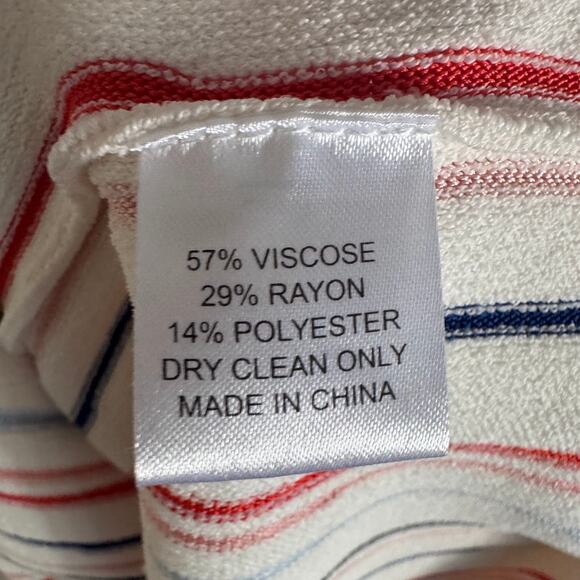 57% VISCOSE
29% RAYON
14% POLYESTER
DRY CLEAN ONLY
MADE IN CHINA